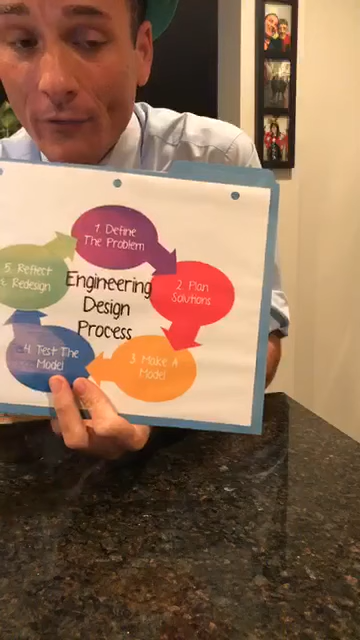 1. Define
The Problem
2. Plan
Solutions
3. Make A
Model
4. Test The
Model
5. Reflect
& Redesign
Engineering
Design
Process